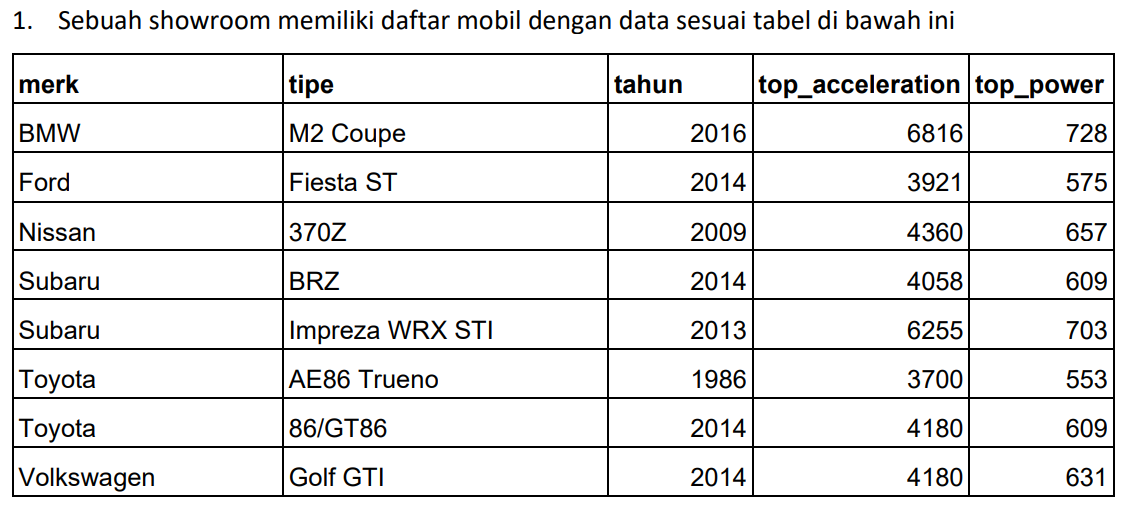 1. Sebuah showroom memiliki daftar mobil dengan data sesuai tabel di bawah ini
merk tipe tahun top_acceleration top_power
BMW M2 Coupe 2016 6816 728
Ford Fiesta ST 2014 3921 575
Nissan 370Z 2009 4360 657
Subaru BRZ 2014 4058 609
Subaru Impreza WRX STI 2013 6255 703
Toyota AE86 Trueno 1986 3700 553
Toyota 86/GT86 2014 4180 609
Volkswagen Golf GTI 2014 4180 631